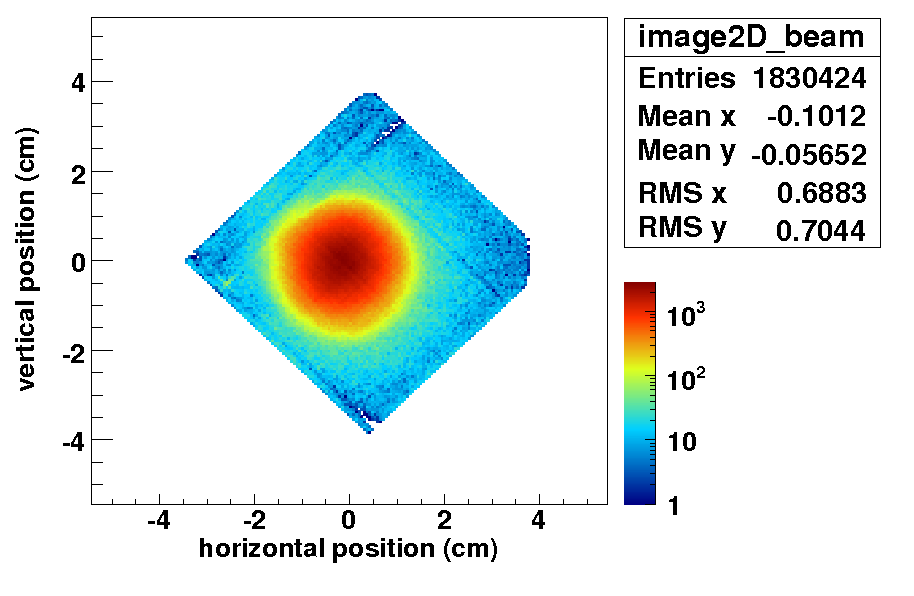 image2D_beam
Entries 1830424
Mean x -0.1012
Mean y -0.05652
RMS x 0.6883
RMS y 0.7044
vertical position (cm)
4
2
0
-2
-4
-4 -2 0 2 4
horizontal position (cm)
10³
10²
10
1